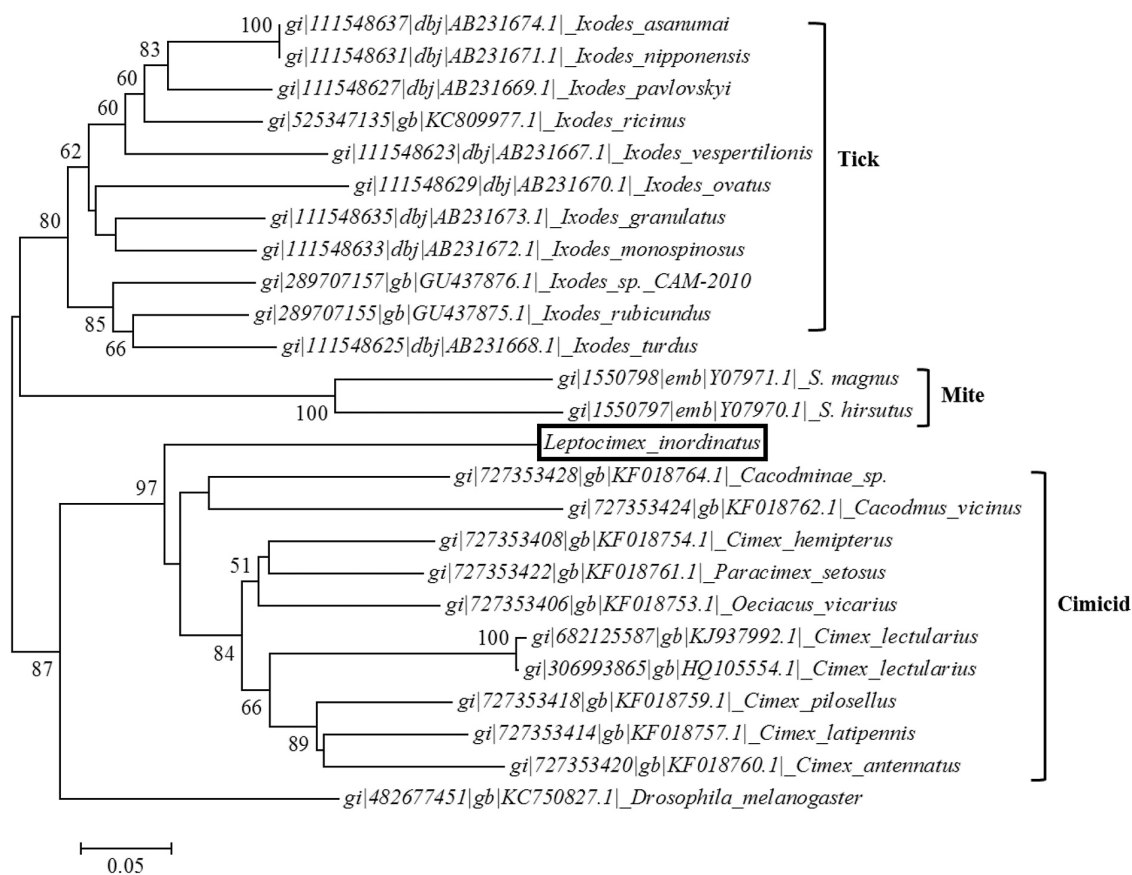 100 gi|111548637|dbj|AB231674.1|_Ixodes_asanumai
83 gi|111548631|dbj|AB231671.1|_Ixodes_nipponensis
60 gi|111548627|dbj|AB231669.1|_Ixodes_pavlovskyi
60 gi|525347135|gb|KC809977.1|_Ixodes_ricinus
62 gi|111548623|dbj|AB231667.1|_Ixodes_vespertilionis
Tick
gi|111548629|dbj|AB231670.1|_Ixodes_ovatus
80 gi|111548635|dbj|AB231673.1|_Ixodes_granulatus
gi|111548633|dbj|AB231672.1|_Ixodes_monospinosus
gi|289707157|gb|GU437876.1|_Ixodes_sp._CAM-2010
85 gi|289707155|gb|GU437875.1|_Ixodes_rubicundus
66 gi|111548625|dbj|AB231668.1|_Ixodes_turdus
gi|1550798|emb|Y07971.1|_S. magnus
Mite
100 gi|1550797|emb|Y07970.1|_S. hirsutus
Leptocimex_inordinatus
97 gi|727353428|gb|KF018764.1|_Cacodminae_sp.
gi|727353424|gb|KF018762.1|_Cacodmus_vicinus
gi|727353408|gb|KF018754.1|_Cimex_hemipterus
51 gi|727353422|gb|KF018761.1|_Paracimex_setosus
gi|727353406|gb|KF018753.1|_Oeciacus_vicarius
Cimicid
100 gi|682125587|gb|KJ937992.1|_Cimex_lectularius
87 84 gi|306993865|gb|HQ105554.1|_Cimex_lectularius
66 gi|727353418|gb|KF018759.1|_Cimex_pilosellus
89 gi|727353414|gb|KF018757.1|_Cimex_latipennis
gi|727353420|gb|KF018760.1|_Cimex_antennatus
gi|482677451|gb|KC750827.1|_Drosophila_melanogaster
0.05